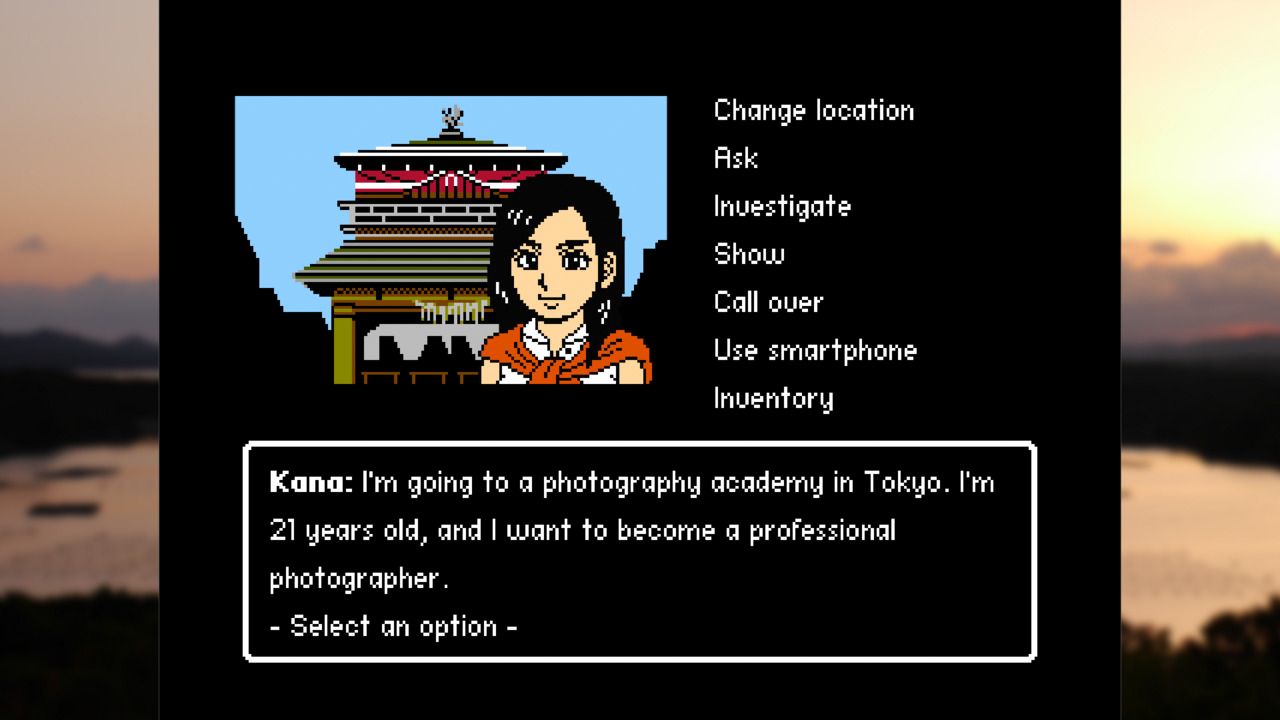 Change location
Ask
Investigate
Show
Call over
Use smartphone
Inventory
Kana: I'm going to a photography academy in Tokyo. I'm
21 years old, and I want to become a professional
photographer.
- Select an option -